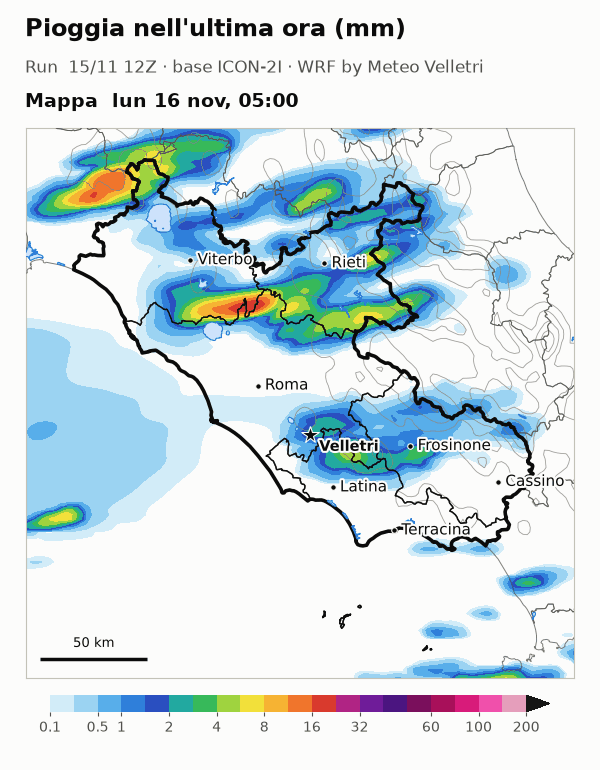 Pioggia nell'ultima ora (mm)
Run  15/11 12Z · base ICON-2I · WRF by Meteo Velletri
Mappa  lun 16 nov, 05:00
Viterbo
Rieti
Roma
Velletri
Frosinone
Latina
Cassino
Terracina
50 km
0.1 0.5 1 2 4 8 16 32 60 100 200